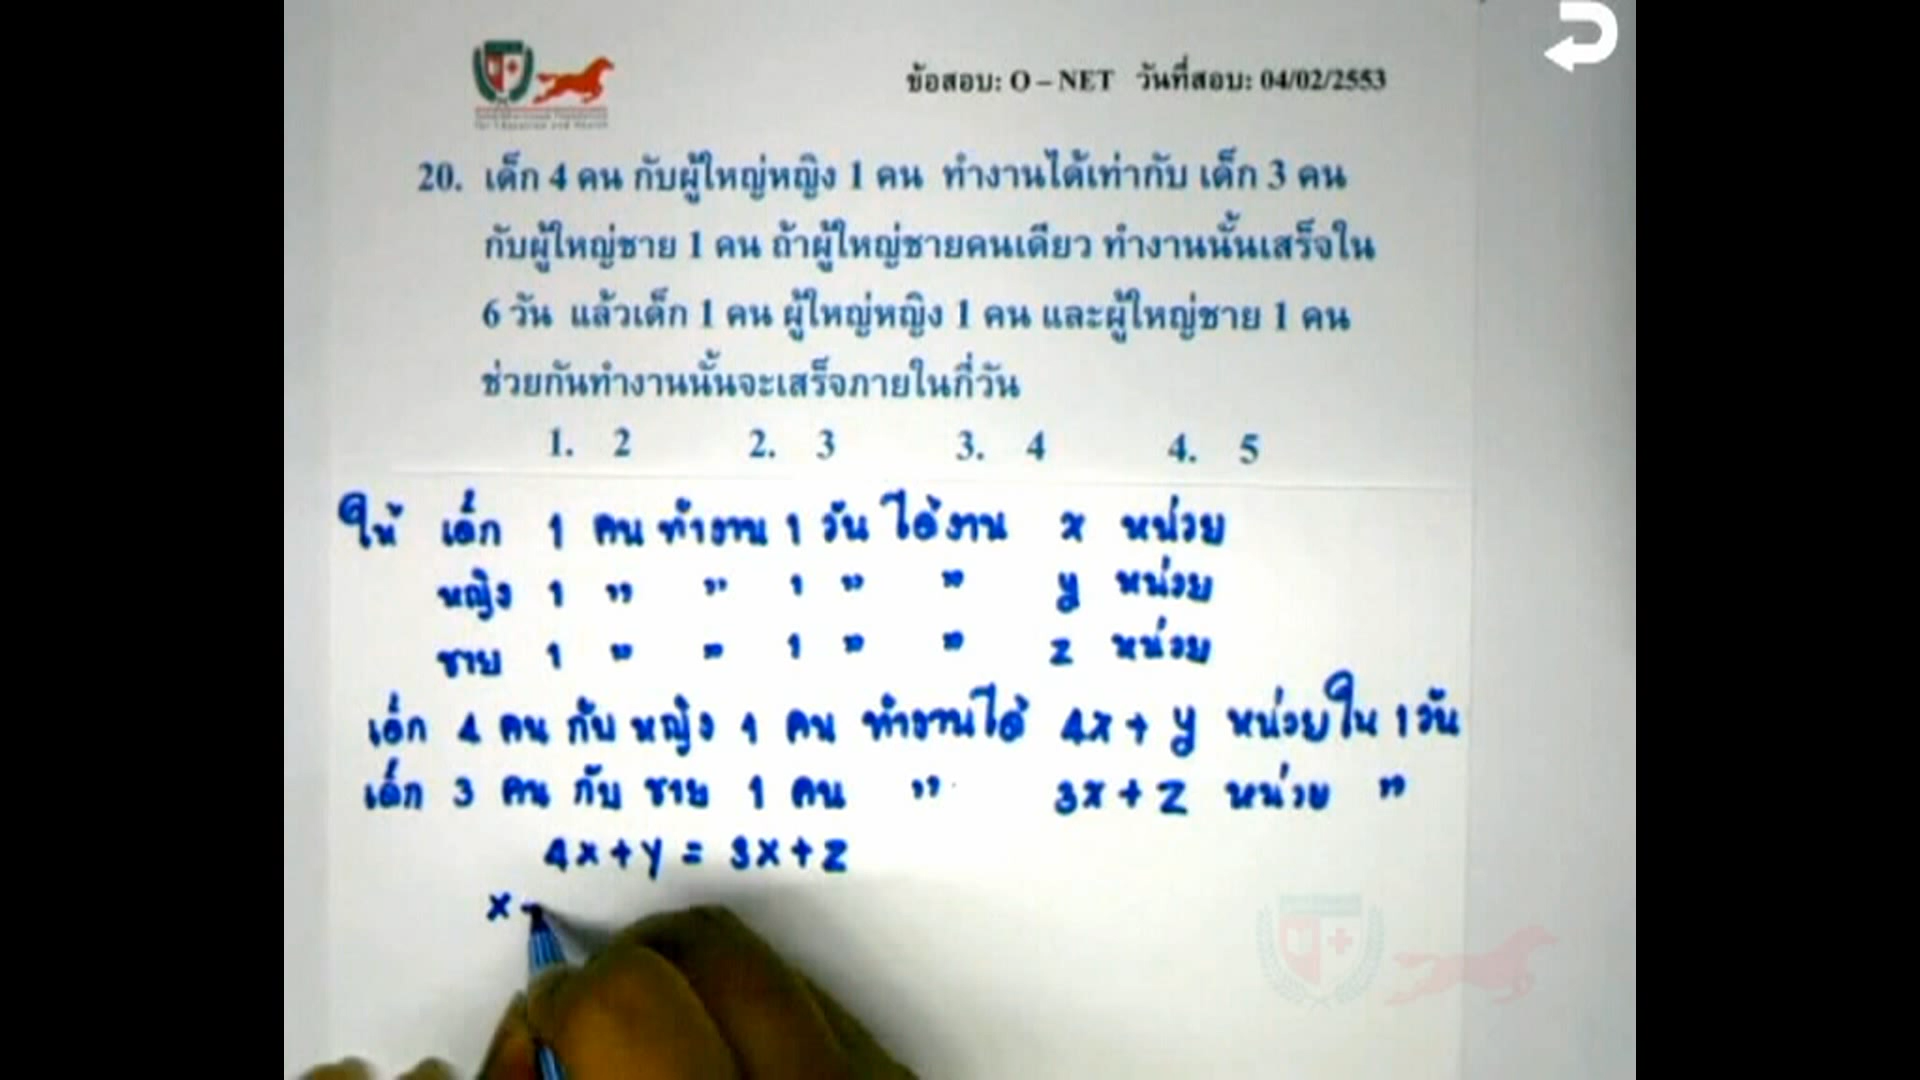 ข้อสอบ: O – NET วันที่สอบ: 04/02/2553
20. เด็ก 4 คน กับผู้ใหญ่หญิง 1 คน ทำงานได้เท่ากับ เด็ก 3 คน
กับผู้ใหญ่ชาย 1 คน ถ้าผู้ใหญ่ชายคนเดียว ทำงานนั้นเสร็จใน
6 วัน แล้วเด็ก 1 คน ผู้ใหญ่หญิง 1 คน และผู้ใหญ่ชาย 1 คน
ช่วยกันทำงานนั้นจะเสร็จภายในกี่วัน
1. 2 2. 3 3. 4 4. 5
ให้ เด็ก 1 คน ทำงาน 1 วัน ได้งาน x หน่วย
หญิง 1 " " 1 " " y หน่วย
ชาย 1 " " 1 " " z หน่วย
เด็ก 4 คน กับ หญิง 1 คน ทำงานได้ 4x + y หน่วยใน 1 วัน
เด็ก 3 คน กับ ชาย 1 คน " 3x + z หน่วย "
4x + y = 3x + z
x